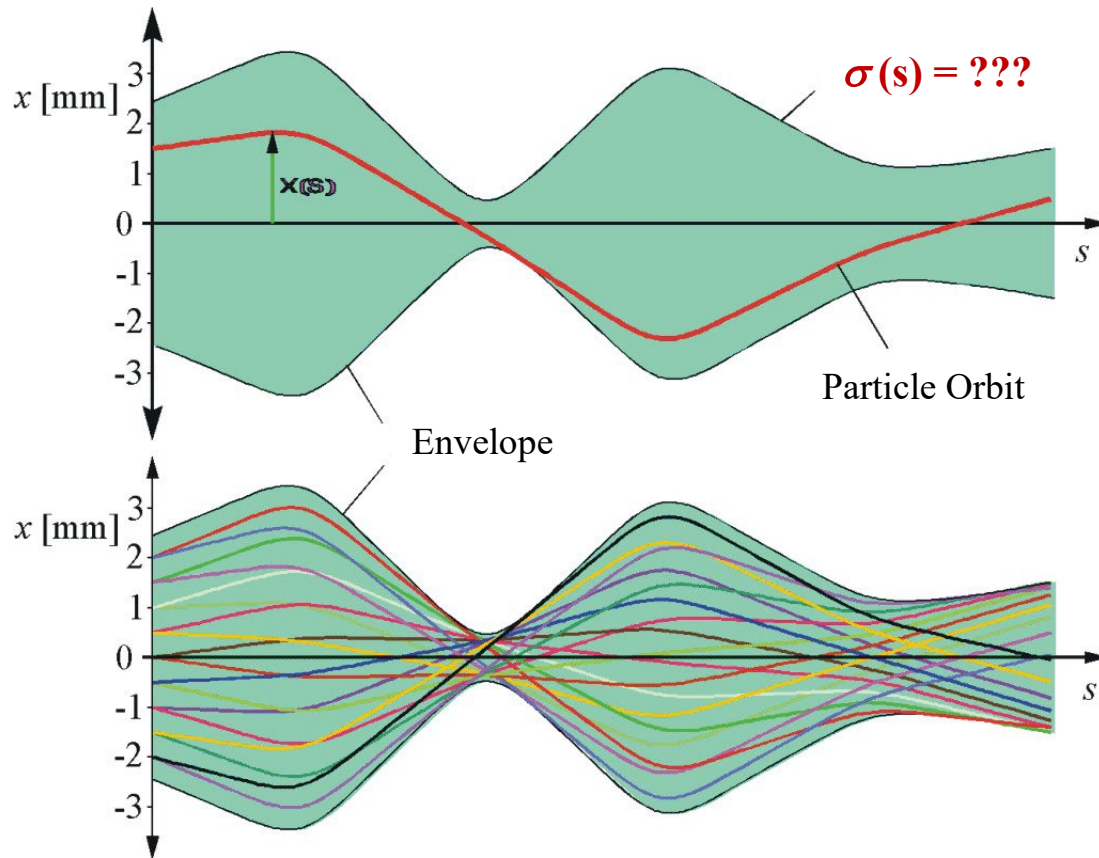 3
x [mm]
2
1
0
-1
-2
-3
σ(s) = ???
X(S)
s
Particle Orbit
Envelope
3
x [mm]
2
1
0
-1
-2
-3
s